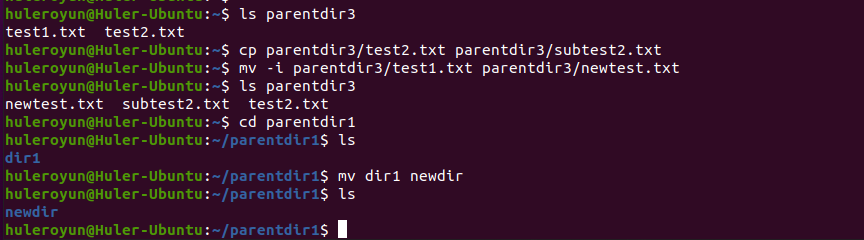 huleroyun@Huler-Ubuntu:~$ ls parentdir3
test1.txt  test2.txt
huleroyun@Huler-Ubuntu:~$ cp parentdir3/test2.txt parentdir3/subtest2.txt
huleroyun@Huler-Ubuntu:~$ mv -i parentdir3/test1.txt parentdir3/newtest.txt
huleroyun@Huler-Ubuntu:~$ ls parentdir3
newtest.txt  subtest2.txt  test2.txt
huleroyun@Huler-Ubuntu:~$ cd parentdir1
huleroyun@Huler-Ubuntu:~/parentdir1$ ls
dir1
huleroyun@Huler-Ubuntu:~/parentdir1$ mv dir1 newdir
huleroyun@Huler-Ubuntu:~/parentdir1$ ls
newdir
huleroyun@Huler-Ubuntu:~/parentdir1$